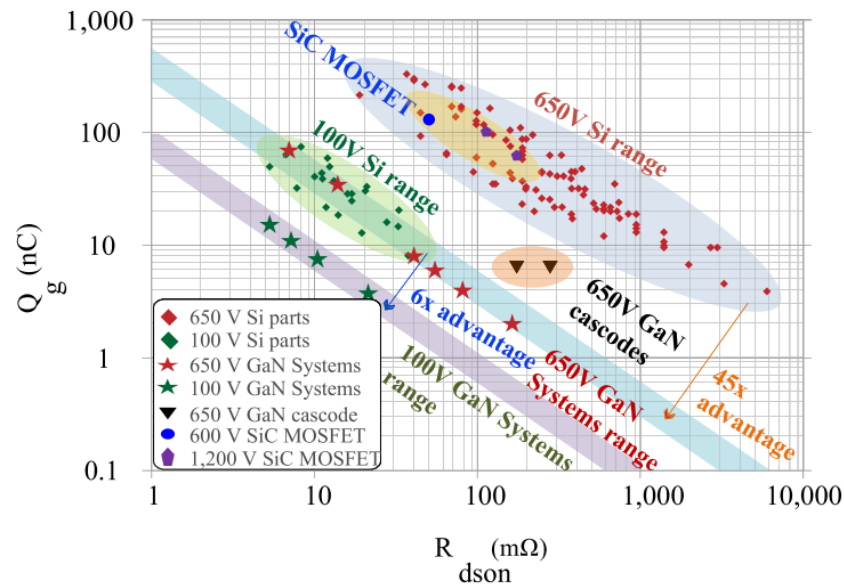 1,000
100
10
1
0.1
Q
g
(nC)
SiC MOSFET
650V Si range
100V Si range
650V GaN
cascodes
6x advantage
650V GaN
Systems range
100V GaN Systems
range
45x
advantage
650 V Si parts
100 V Si parts
650 V GaN Systems
100 V GaN Systems
650 V GaN cascode
600 V SiC MOSFET
1,200 V SiC MOSFET
1
10
100
1,000
10,000
R (mΩ)
dson